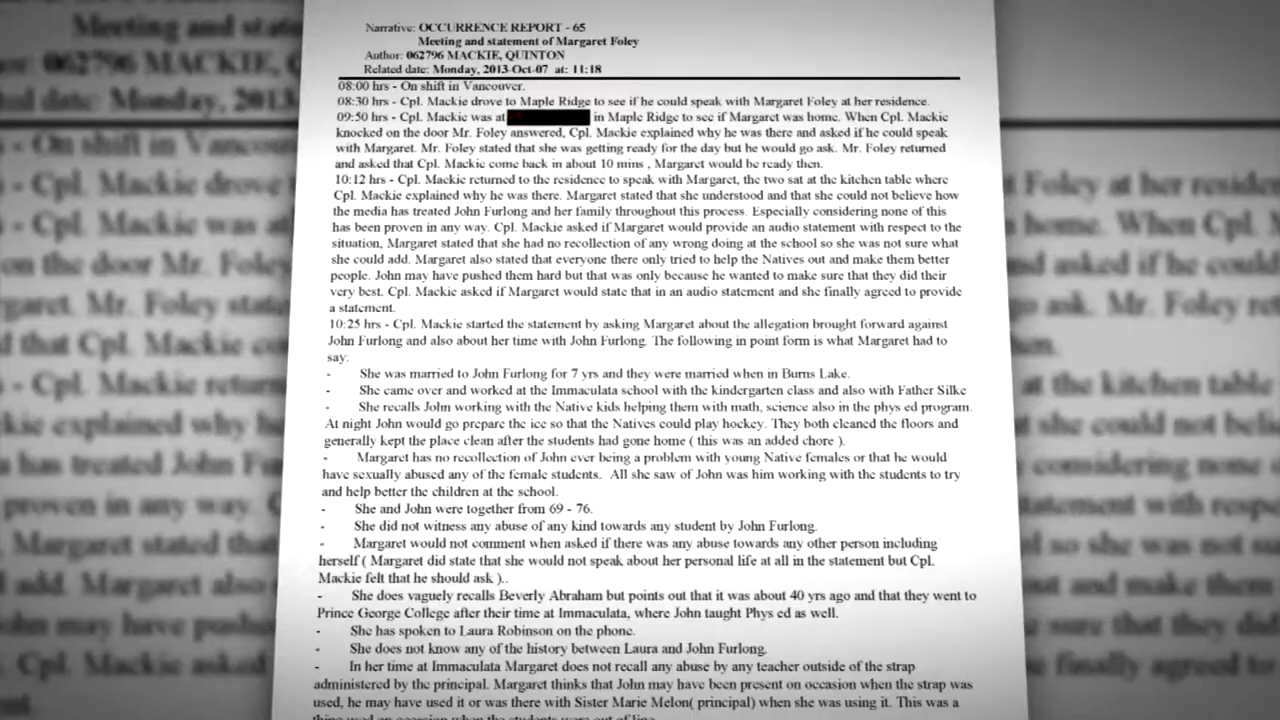 Narrative: OCCURRENCE REPORT - 65
Meeting and statement of Margaret Foley
Author: 062796 MACKIE, QUINTON
Related date: Monday, 2013-Oct-07 at: 11:18
08:00 hrs - On shift in Vancouver.
08:30 hrs - Cpl. Mackie drove to Maple Ridge to see if he could speak with Margaret Foley at her residence.
09:50 hrs - Cpl. Mackie was at in Maple Ridge to see if Margaret was home. When Cpl. Mackie
knocked on the door Mr. Foley answered, Cpl. Mackie explained why he was there and asked if he could speak
with Margaret. Mr. Foley stated that she was getting ready for the day but he would go ask. Mr. Foley returned
and asked that Cpl. Mackie come back in about 10 mins , Margaret would be ready then.
10:12 hrs - Cpl. Mackie returned to the residence to speak with Margaret, the two sat at the kitchen table where
Cpl. Mackie explained why he was there. Margaret stated that she understood and that she could not believe how
the media has treated John Furlong and her family throughout this process. Especially considering none of this
has been proven in any way. Cpl. Mackie asked if Margaret would provide an audio statement with respect to the
situation, Margaret stated that she had no recollection of any wrong doing at the school so she was not sure what
she could add. Margaret also stated that everyone there only tried to help the Natives out and make them better
people. John may have pushed them hard but that was only because he wanted to make sure that they did their
very best. Cpl. Mackie asked if Margaret would state that in an audio statement and she finally agreed to provide
a statement.
10:25 hrs - Cpl. Mackie started the statement by asking Margaret about the allegation brought forward against
John Furlong and also about her time with John Furlong. The following in point form is what Margaret had to
say:
- She was married to John Furlong for 7 yrs and they were married when in Burns Lake.
- She came over and worked at the Immaculata school with the kindergarten class and also with Father Silke
- She recalls John working with the Native kids helping them with math, science also in the phys ed program.
At night John would go prepare the ice so that the Natives could play hockey. They both cleaned the floors and
generally kept the place clean after the students had gone home ( this was an added chore ).
- Margaret has no recollection of John ever being a problem with young Native females or that he would
have sexually abused any of the female students. All she saw of John was him working with the students to try
and help better the children at the school.
- She and John were together from 69 - 76.
- She did not witness any abuse of any kind towards any student by John Furlong.
- Margaret would not comment when asked if there was any abuse towards any other person including
herself ( Margaret did state that she would not speak about her personal life at all in the statement but Cpl.
Mackie felt that he should ask )..
- She does vaguely recalls Beverly Abraham but points out that it was about 40 yrs ago and that they went to
Prince George College after their time at Immaculata, where John taught Phys ed as well.
- She has spoken to Laura Robinson on the phone.
- She does not know any of the history between Laura and John Furlong.
- In her time at Immaculata Margaret does not recall any abuse by any teacher outside of the strap
administered by the principal. Margaret thinks that John may have been present on occasion when the strap was
used, he may have used it or was there with Sister Marie Melon( principal) when she was using it. This was a
thing used on occasion when the students were out of line.